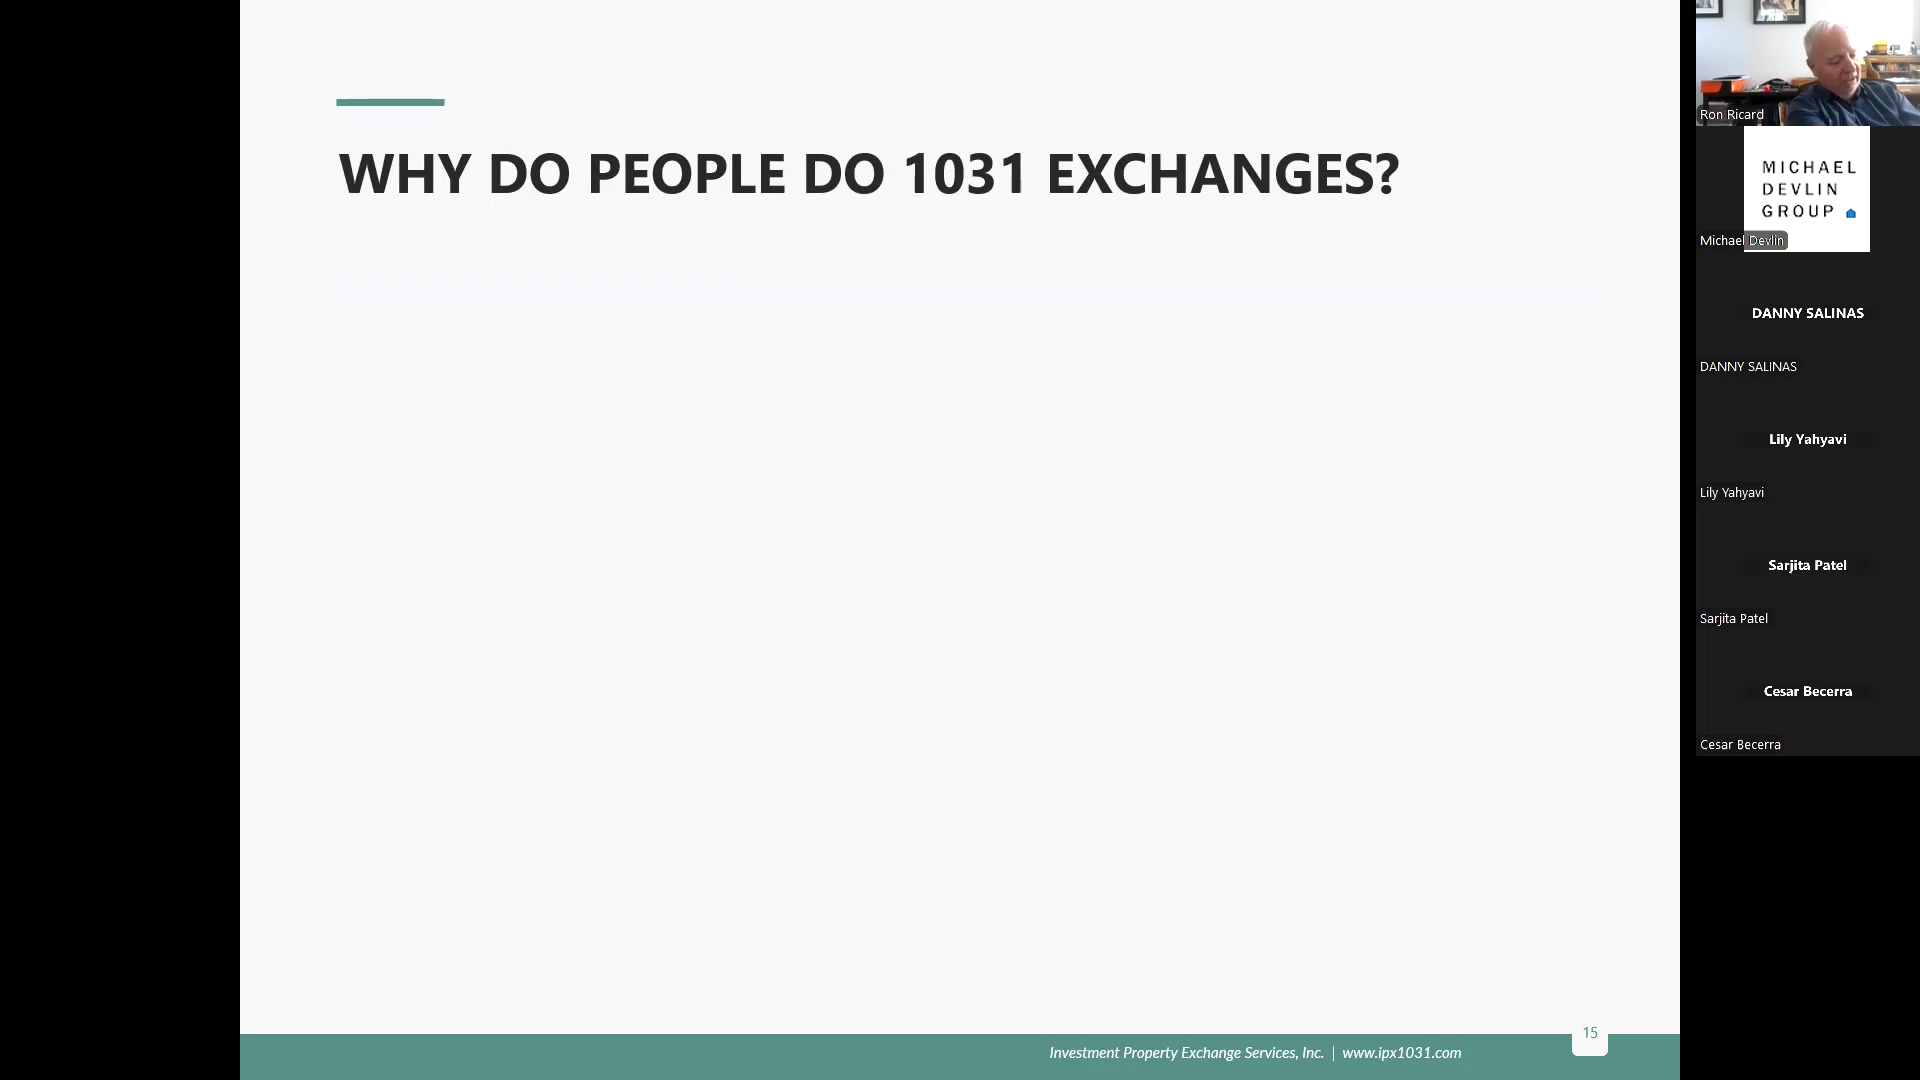 WHY DO PEOPLE DO 1031 EXCHANGES?
15
Investment Property Exchange Services, Inc. | www.ipx1031.com
Ron Ricard
MICHAEL
DEVLIN
GROUP
Michael Devlin
DANNY SALINAS
DANNY SALINAS
Lily Yahyavi
Lily Yahyavi
Sarjita Patel
Sarjita Patel
Cesar Becerra
Cesar Becerra